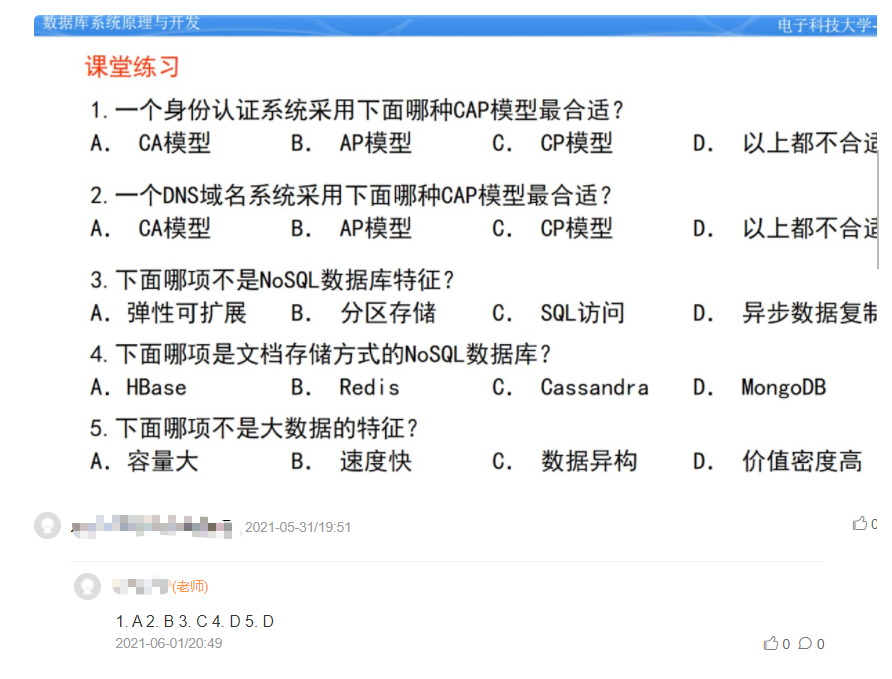 数据库系统原理与开发
电子科技大学-
课堂练习
1. 一个身份认证系统采用下面哪种CAP模型最合适?
A. CA模型 B. AP模型 C. CP模型 D. 以上都不合适
2. 一个DNS域名系统采用下面哪种CAP模型最合适?
A. CA模型 B. AP模型 C. CP模型 D. 以上都不合适
3. 下面哪项不是NoSQL数据库特征?
A. 弹性可扩展 B. 分区存储 C. SQL访问 D. 异步数据复制
4. 下面哪项是文档存储方式的NoSQL数据库?
A. HBase B. Redis C. Cassandra D. MongoDB
5. 下面哪项不是大数据的特征?
A. 容量大 B. 速度快 C. 数据异构 D. 价值密度高
2021-05-31/19:51 0
(老师)
1. A 2. B 3. C 4. D 5. D
2021-06-01/20:49 0 0